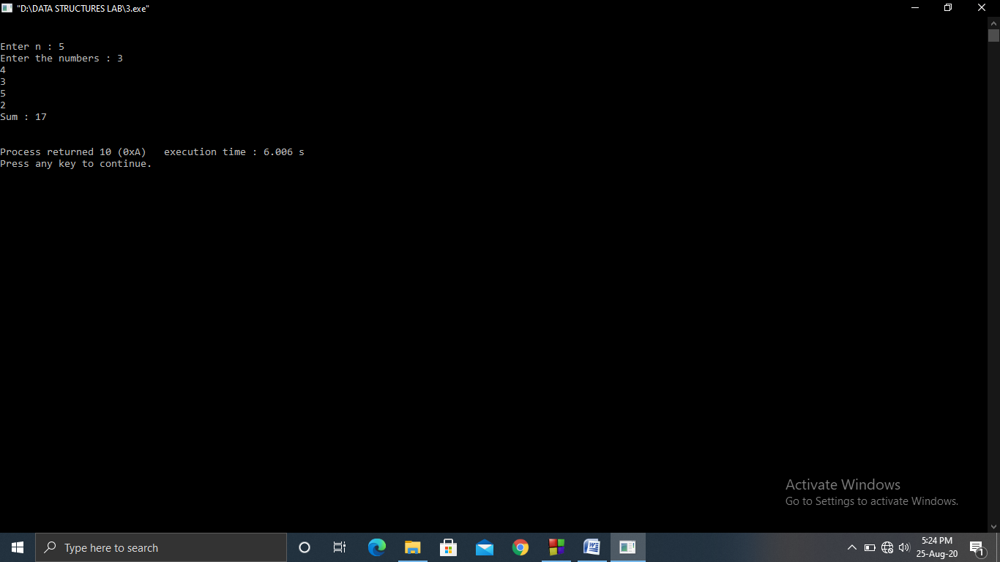 "D:\DATA STRUCTURES LAB\3.exe"
Enter n : 5
Enter the numbers : 3
4
3
5
2
Sum : 17
Process returned 10 (0xA)   execution time : 6.006 s
Press any key to continue.
Activate Windows
Go to Settings to activate Windows.
Type here to search
5:24 PM
25-Aug-20
1